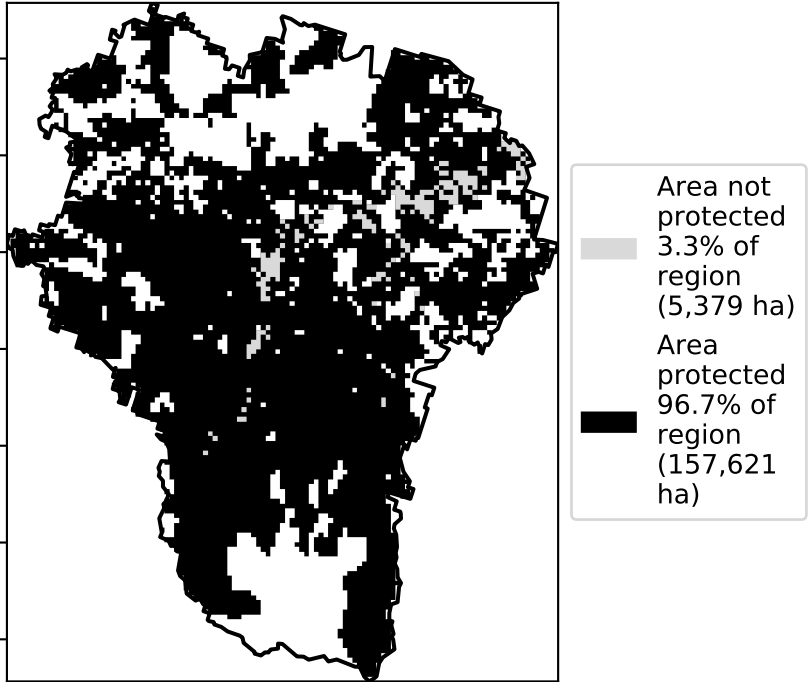 Area not
protected
3.3% of
region
(5,379 ha)
Area
protected
96.7% of
region
(157,621
ha)